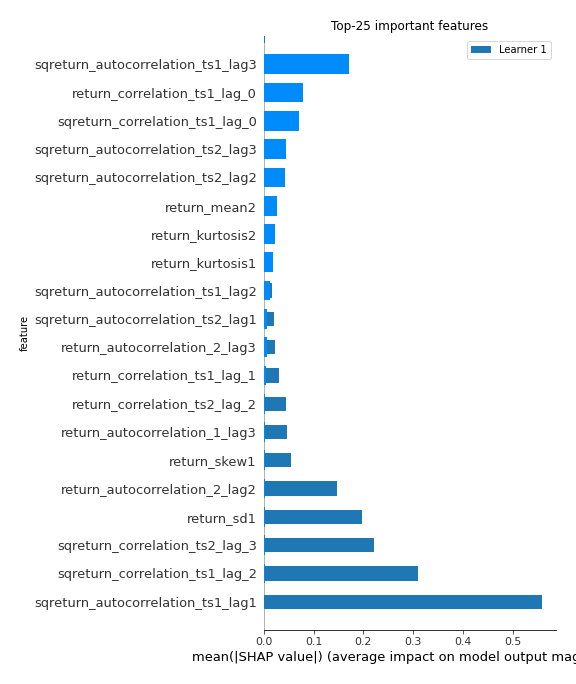 Top-25 important features
Learner 1
sqreturn_autocorrelation_ts1_lag3
return_correlation_ts1_lag_0
sqreturn_correlation_ts1_lag_0
sqreturn_autocorrelation_ts2_lag3
sqreturn_autocorrelation_ts2_lag2
return_mean2
return_kurtosis2
return_kurtosis1
sqreturn_autocorrelation_ts1_lag2
sqreturn_autocorrelation_ts2_lag1
return_autocorrelation_2_lag3
return_correlation_ts1_lag_1
return_correlation_ts2_lag_2
return_autocorrelation_1_lag3
return_skew1
return_autocorrelation_2_lag2
return_sd1
sqreturn_correlation_ts2_lag_3
sqreturn_correlation_ts1_lag_2
sqreturn_autocorrelation_ts1_lag1
feature
0.0 0.1 0.2 0.3 0.4 0.5
mean(|SHAP value|) (average impact on model output mag